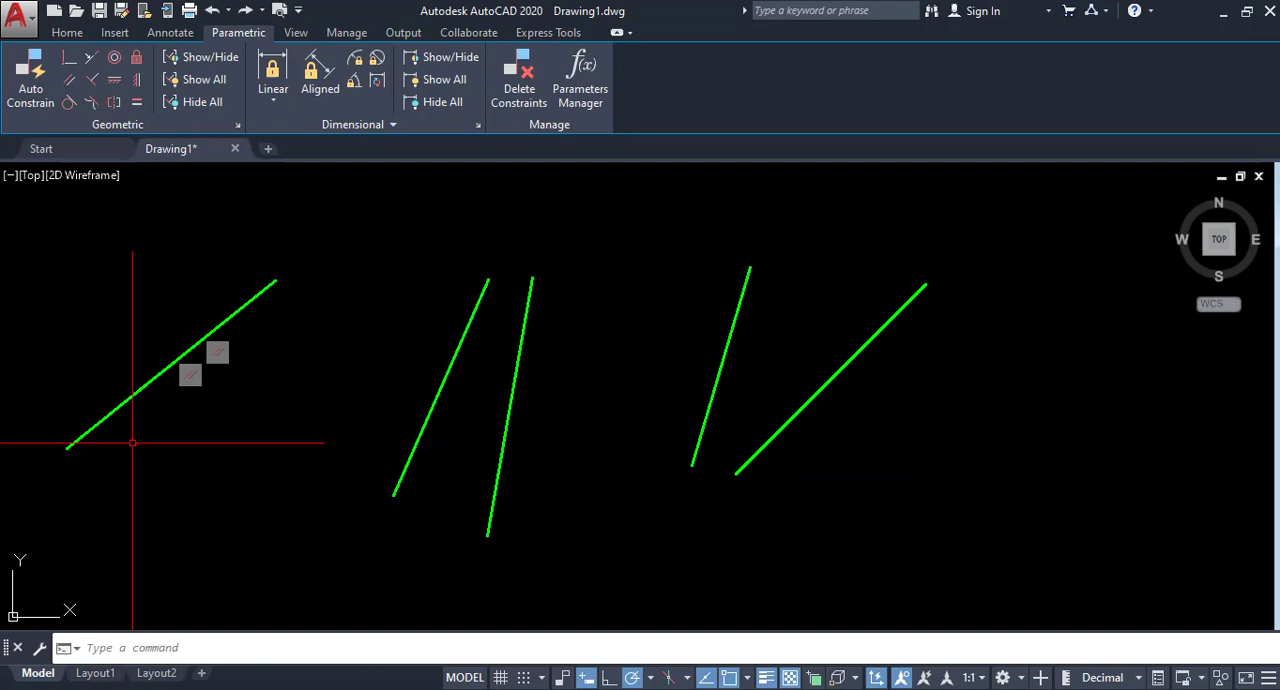 Autodesk AutoCAD 2020 Drawing1.dwg
Type a keyword or phrase
Sign In
Home Insert Annotate Parametric View Manage Output Collaborate Express Tools
Auto
Constrain
Show/Hide
Show All
Hide All
Geometric
Linear
Aligned
Show/Hide
Show All
Hide All
Dimensional
Delete
Constraints
Parameters
Manager
f(x)
Manage
Start
Drawing1*
[−][Top][2D Wireframe]
N
W TOP E
S
WCS
Y
X
Type a command
Model Layout1 Layout2
MODEL
1:1
Decimal